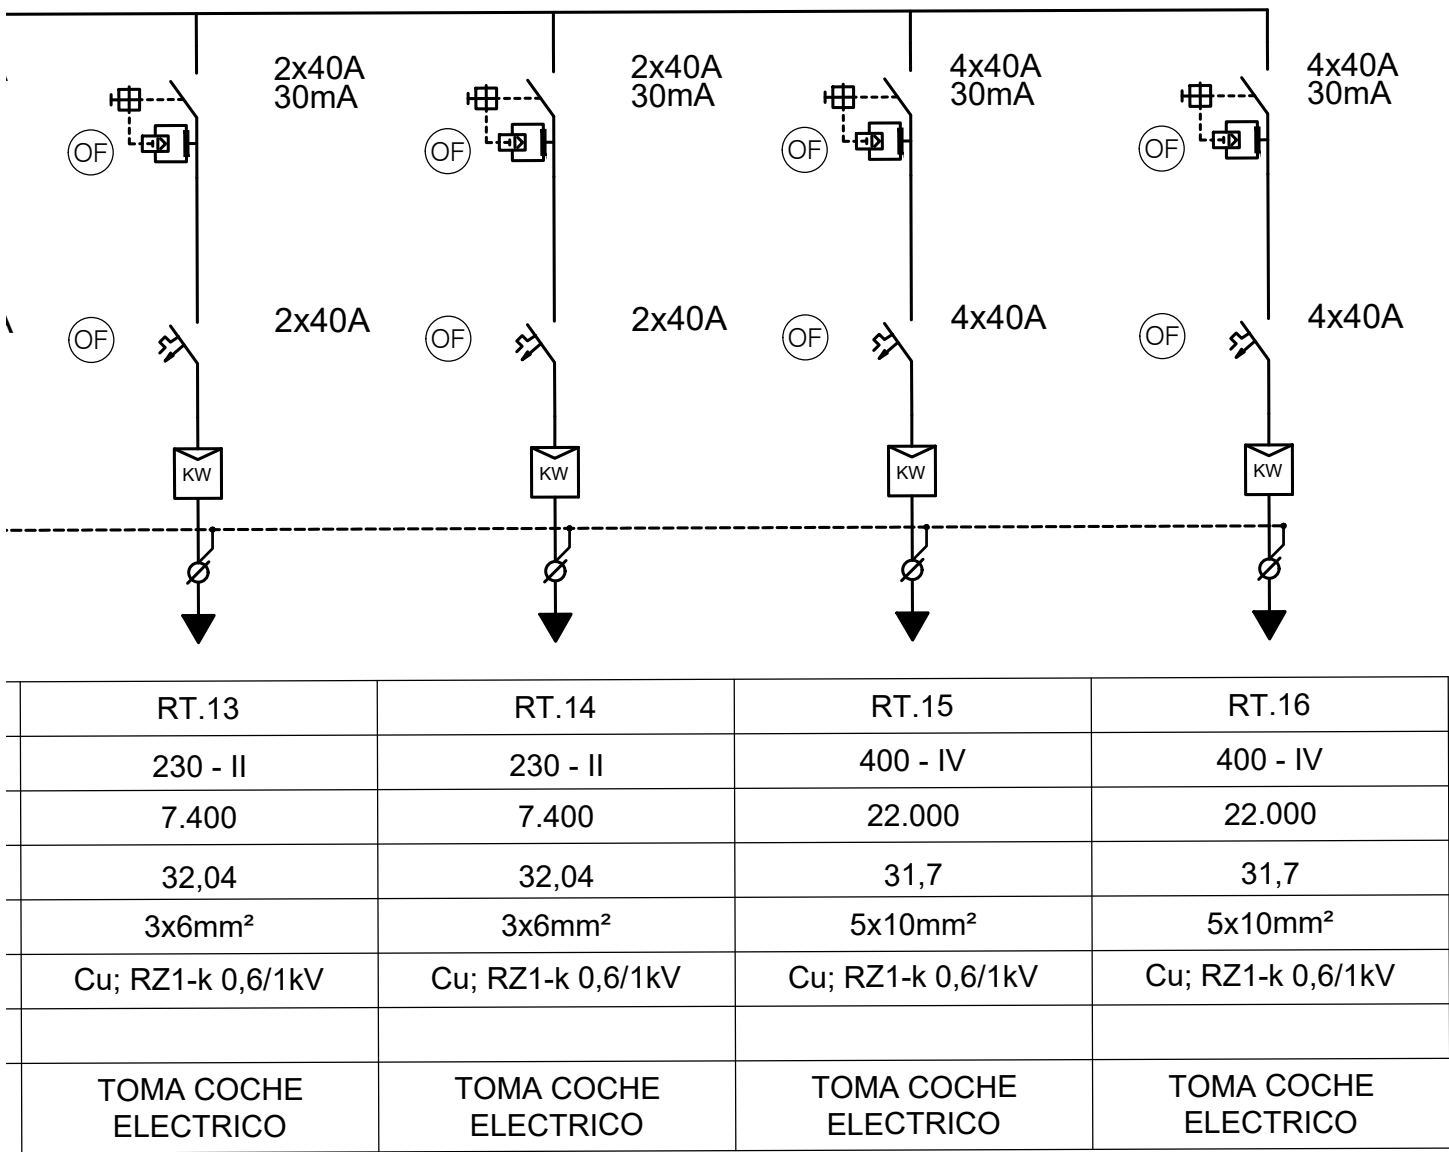 2x40A
30mA
2x40A
30mA
4x40A
30mA
4x40A
30mA
OF
OF
OF
OF
OF
2x40A
OF
2x40A
OF
4x40A
OF
4x40A
KW
KW
KW
KW
RT.13
RT.14
RT.15
RT.16
230 - II
230 - II
400 - IV
400 - IV
7.400
7.400
22.000
22.000
32,04
32,04
31,7
31,7
3x6mm²
3x6mm²
5x10mm²
5x10mm²
Cu; RZ1-k 0,6/1kV
Cu; RZ1-k 0,6/1kV
Cu; RZ1-k 0,6/1kV
Cu; RZ1-k 0,6/1kV
TOMA COCHE
ELECTRICO
TOMA COCHE
ELECTRICO
TOMA COCHE
ELECTRICO
TOMA COCHE
ELECTRICO